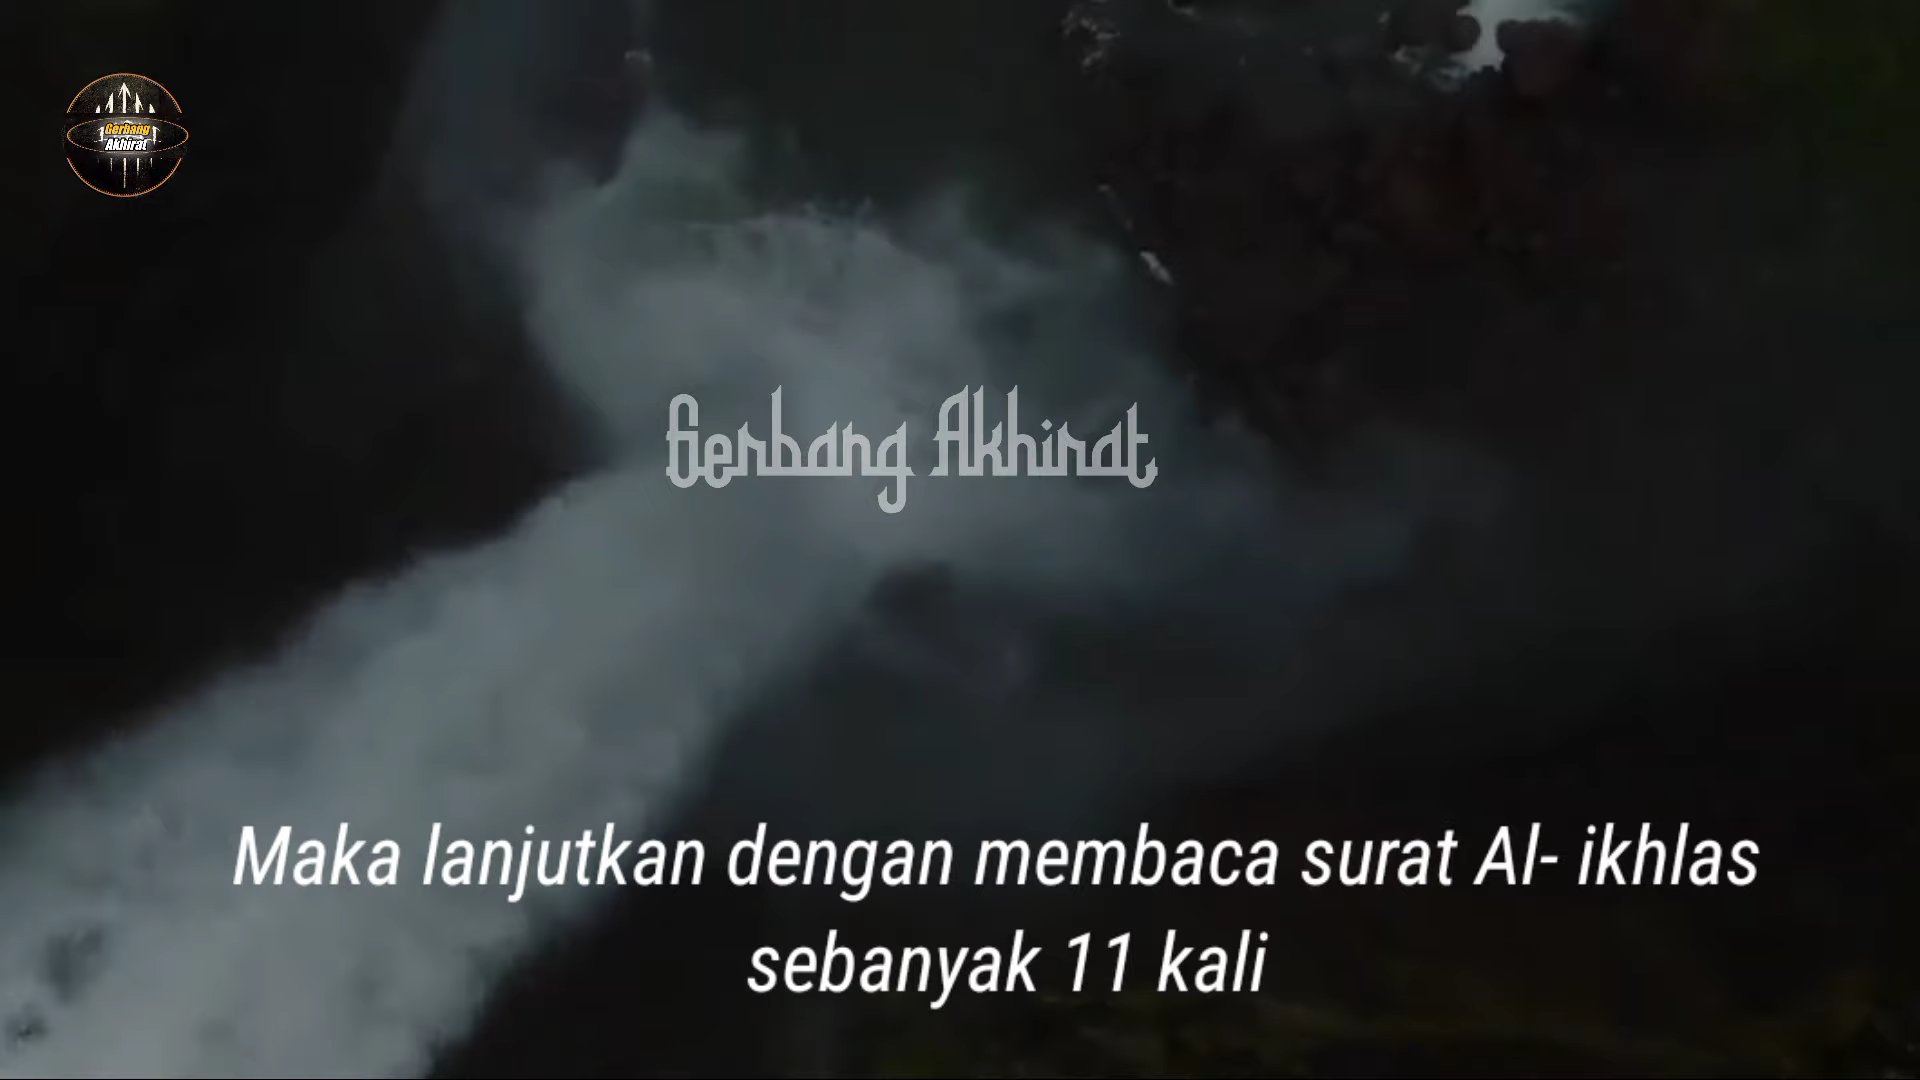 Gerbang
Akhirat
Gerbang Akhirat
Maka lanjutkan dengan membaca surat Al- ikhlas
sebanyak 11 kali